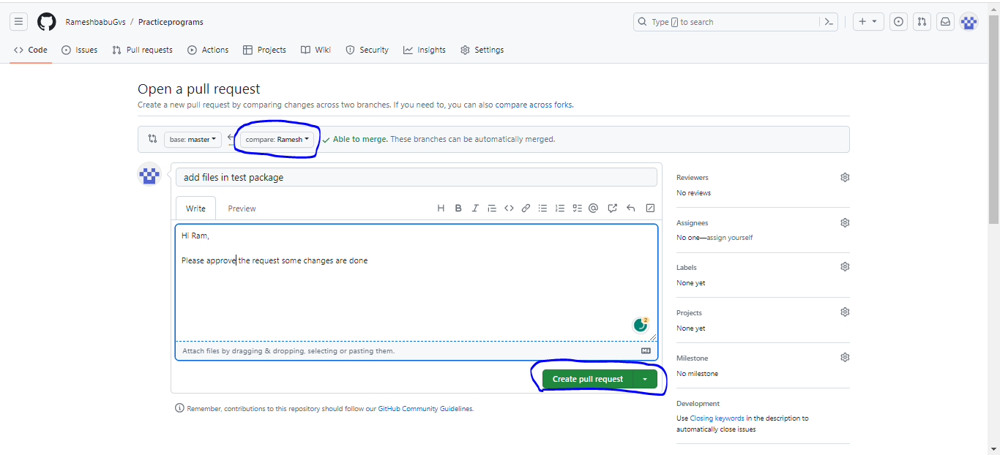 RameshbabuGvs / Practiceprograms
Type / to search
Code Issues Pull requests Actions Projects Wiki Security Insights Settings
Open a pull request
Create a new pull request by comparing changes across two branches. If you need to, you can also compare across forks.
base: master compare: Ramesh Able to merge. These branches can be automatically merged.
add files in test package
Write Preview
Hi Ram,
Please approve the request some changes are done
2
Attach files by dragging & dropping, selecting or pasting them.
Create pull request
Remember, contributions to this repository should follow our GitHub Community Guidelines.
Reviewers
No reviews
Assignees
No one—assign yourself
Labels
None yet
Projects
None yet
Milestone
No milestone
Development
Use Closing keywords in the description to
automatically close issues